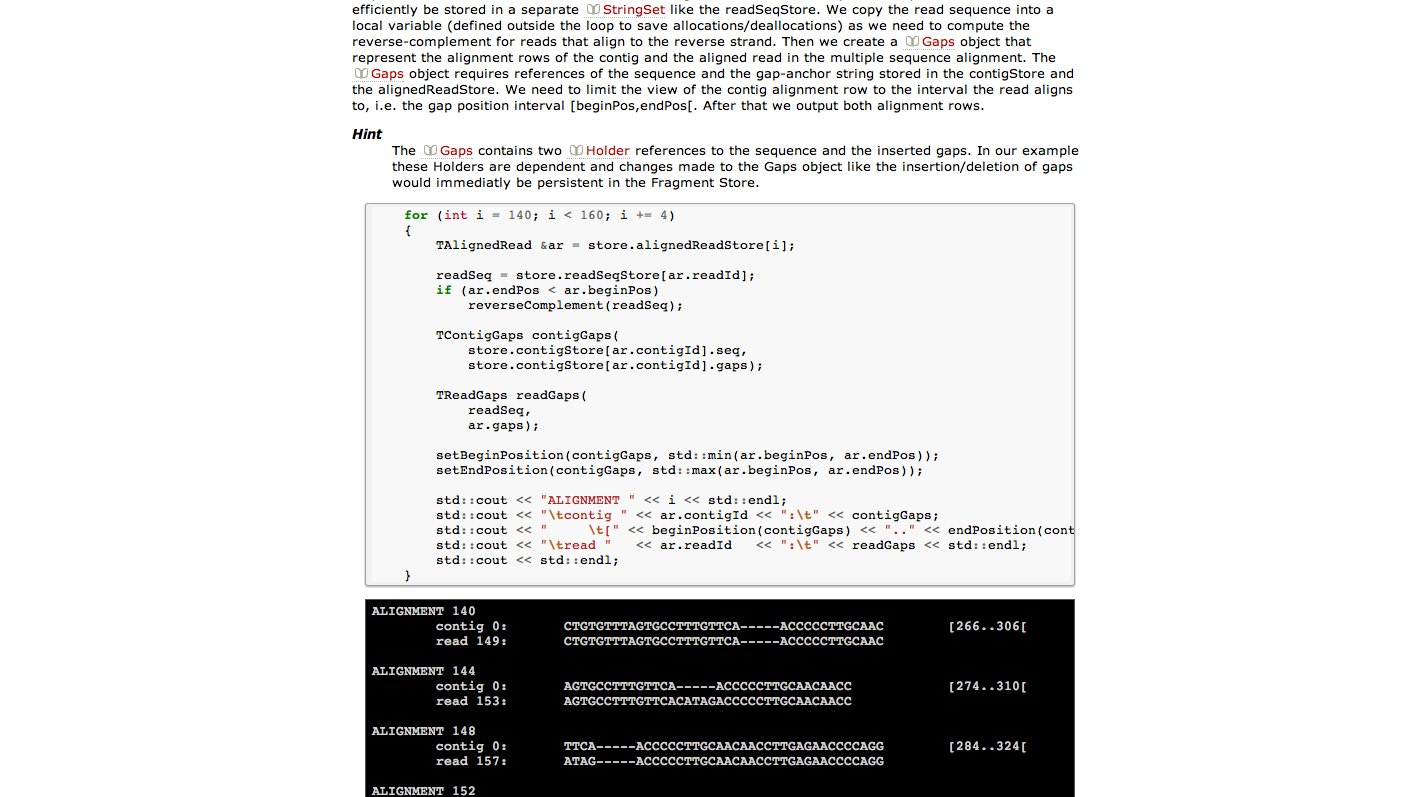 efficiently be stored in a separate StringSet like the readSeqStore. We copy the read sequence into a
local variable (defined outside the loop to save allocations/deallocations) as we need to compute the
reverse-complement for reads that align to the reverse strand. Then we create a Gaps object that
represent the alignment rows of the contig and the aligned read in the multiple sequence alignment. The
Gaps object requires references of the sequence and the gap-anchor string stored in the contigStore and
the alignedReadStore. We need to limit the view of the contig alignment row to the interval the read aligns
to, i.e. the gap position interval [beginPos,endPos[. After that we output both alignment rows.
Hint
The Gaps contains two Holder references to the sequence and the inserted gaps. In our example
these Holders are dependent and changes made to the Gaps object like the insertion/deletion of gaps
would immediatly be persistent in the Fragment Store.
for (int i = 140; i < 160; i += 4)
{
TAlignedRead &ar = store.alignedReadStore[i];
readSeq = store.readSeqStore[ar.readId];
if (ar.endPos < ar.beginPos)
reverseComplement(readSeq);
TContigGaps contigGaps(
store.contigStore[ar.contigId].seq,
store.contigStore[ar.contigId].gaps);
TReadGaps readGaps(
readSeq,
ar.gaps);
setBeginPosition(contigGaps, std::min(ar.beginPos, ar.endPos));
setEndPosition(contigGaps, std::max(ar.beginPos, ar.endPos));
std::cout << "ALIGNMENT " << i << std::endl;
std::cout << "\tcontig " << ar.contigId << ":\t" << contigGaps;
std::cout << "     \t[" << beginPosition(contigGaps) << ".." << endPosition(cont
std::cout << "\tread "   << ar.readId   << ":\t" << readGaps << std::endl;
std::cout << std::endl;
}
ALIGNMENT 140
contig 0: CTGTGTTTAGTGCCTTTGTTCA-----ACCCCCTTGCAAC [266..306[
read 149: CTGTGTTTAGTGCCTTTGTTCA-----ACCCCCTTGCAAC
ALIGNMENT 144
contig 0: AGTGCCTTTGTTCA-----ACCCCCTTGCAACAACC [274..310[
read 153: AGTGCCTTTGTTCACATAGACCCCCTTGCAACAACC
ALIGNMENT 148
contig 0: TTCA-----ACCCCCTTGCAACAACCTTGAGAACCCCAGG [284..324[
read 157: ATAG-----ACCCCCTTGCAACAACCTTGAGAACCCCAGG
ALIGNMENT 152